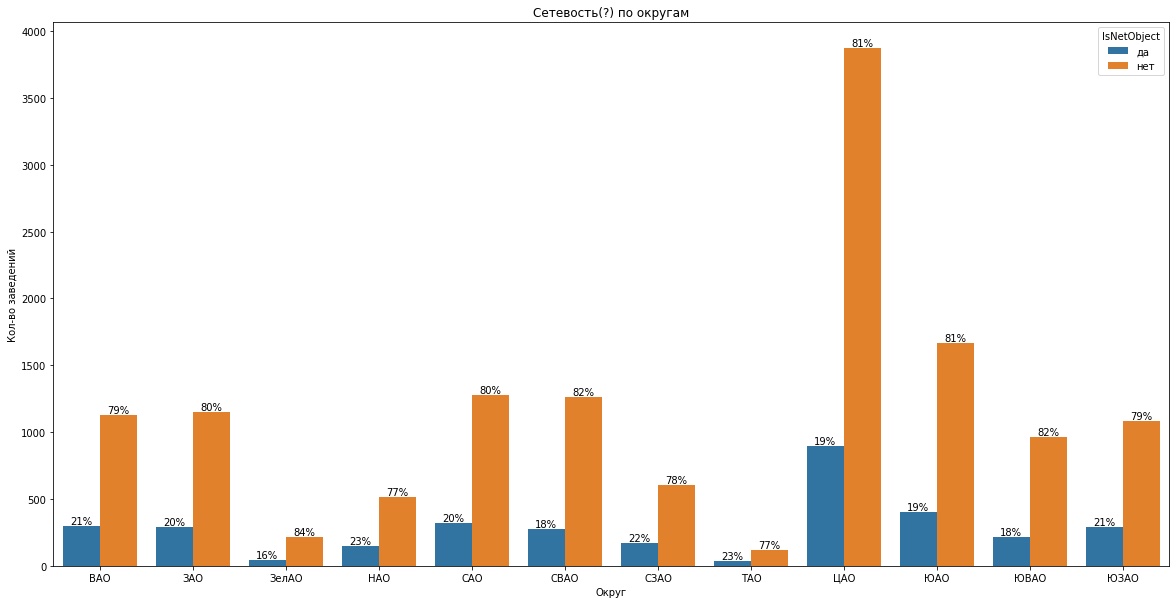 Сетевость(?) по округам
IsNetObject
да
нет
Кол-во заведений
4000
3500
3000
2500
2000
1500
1000
500
0
21%
79%
20%
80%
16%
84%
23%
77%
20%
80%
18%
82%
22%
78%
23%
77%
19%
81%
19%
81%
18%
82%
21%
79%
ВАО
ЗАО
ЗелАО
НАО
САО
СВАО
СЗАО
ТАО
ЦАО
ЮАО
ЮВАО
ЮЗАО
Округ